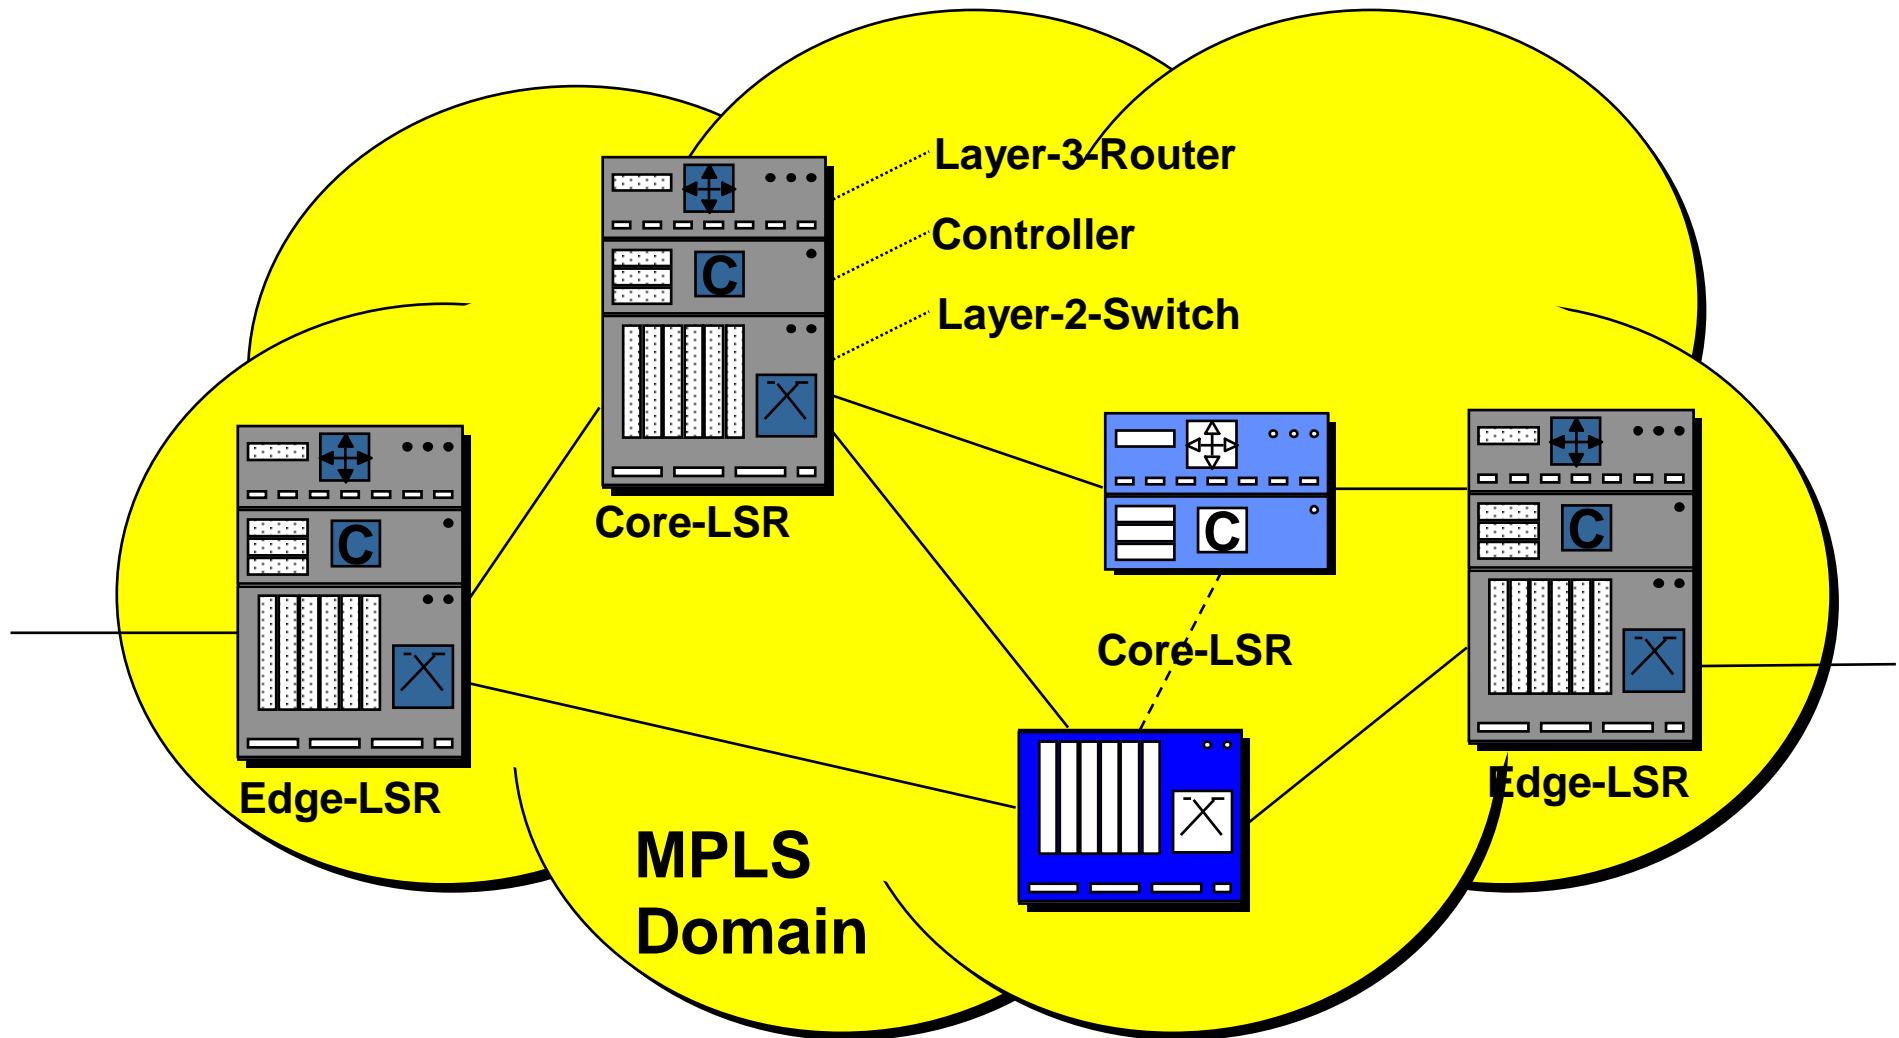 Layer-3-Router
Controller
Layer-2-Switch
C
Core-LSR
C
C
C
Core-LSR
Edge-LSR
Edge-LSR
MPLS
Domain